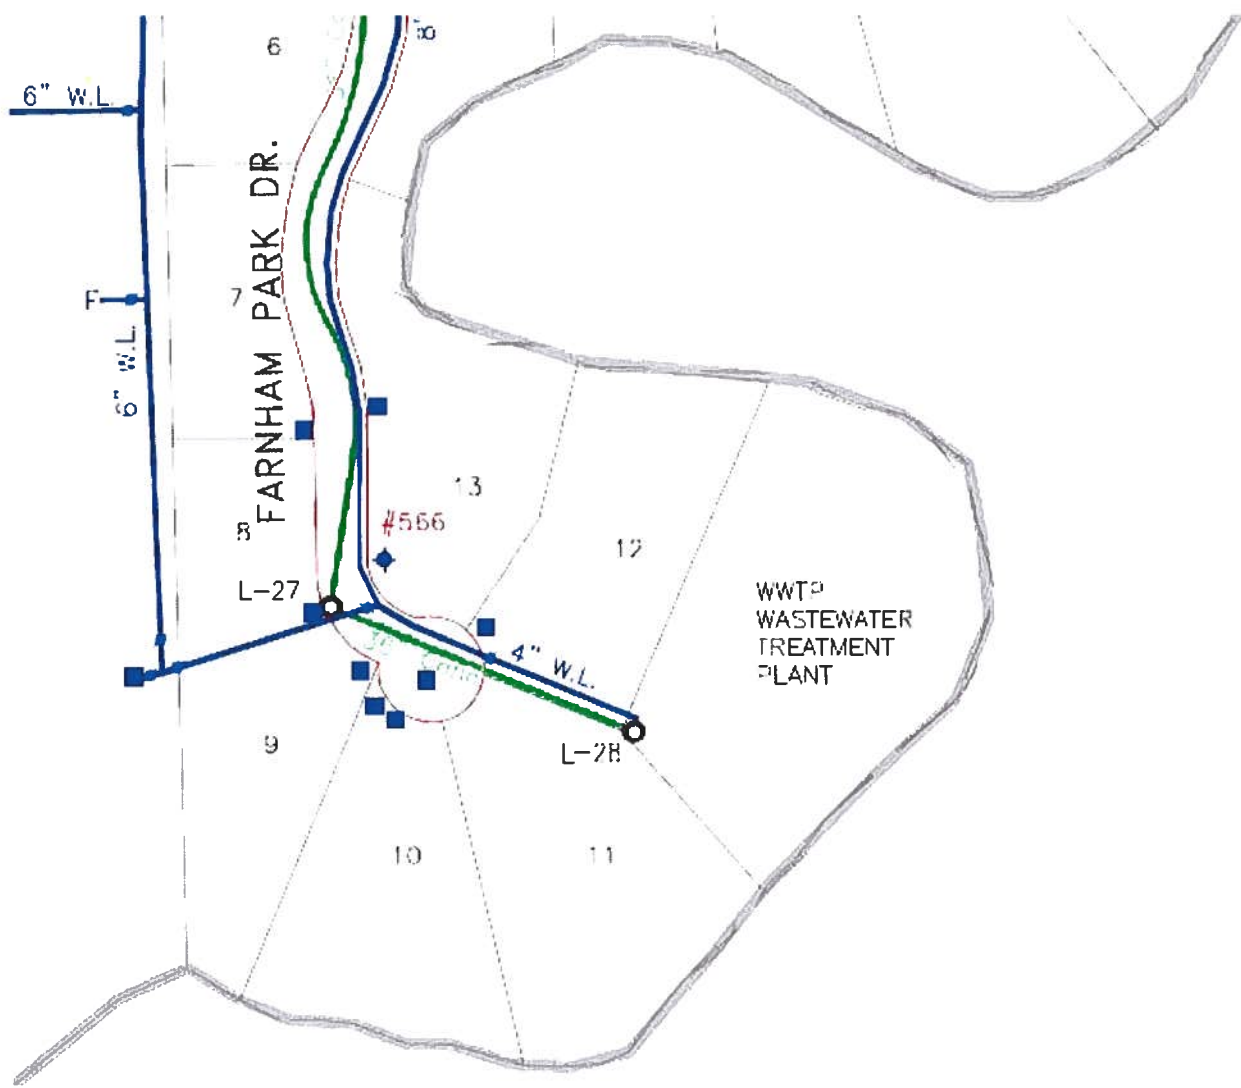 6
8
6" W.L.
FARNHAM PARK DR.
7
F
6" W.L.
13
#566
8
12
L-27
WWTP
WASTEWATER
TREATMENT
PLANT
4" W.L.
9
L-28
10
11